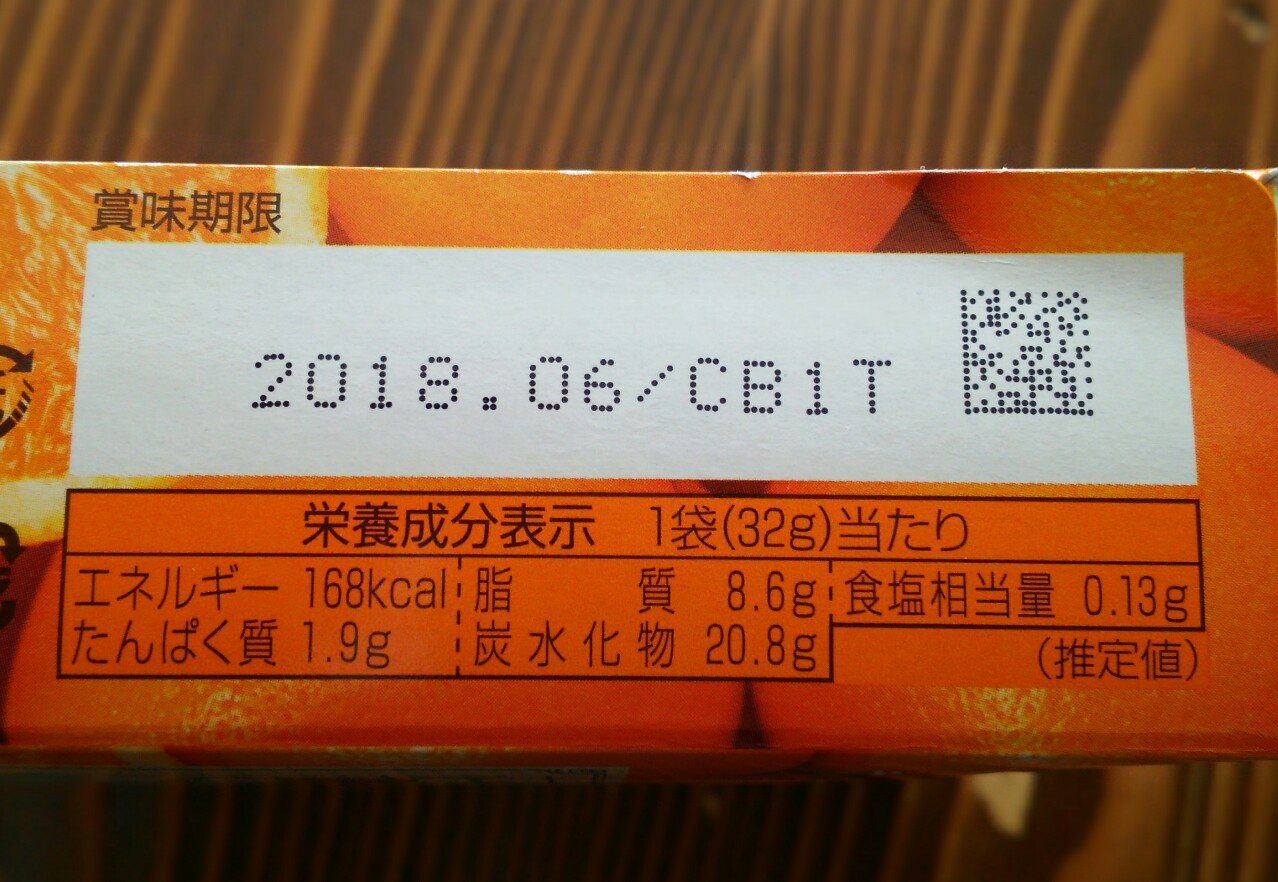 賞味期限
2018.06/CB1T
栄養成分表示 1袋(32g)当たり
エネルギー 168kcal 脂質 8.6g 食塩相当量 0.13g
たんぱく質 1.9g 炭水化物 20.8g (推定値)